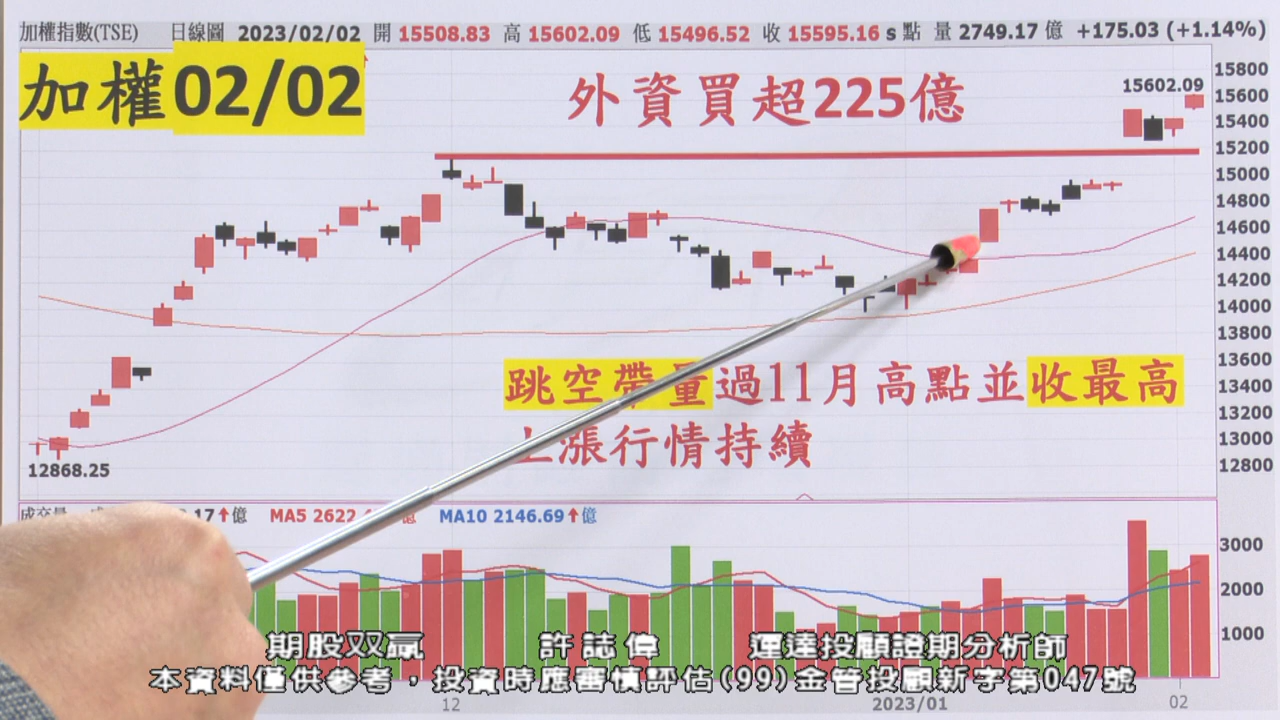 加權指數(TSE) 日線圖 2023/02/02 開 15508.83 高 15602.09 低 15496.52 收 15595.16 s點 量 2749.17 億 +175.03 (+1.14%)
加權02/02
外資買超225億
15602.09
15800
15600
15400
15200
15000
14800
14600
14400
14200
14000
13800
13600
13400
13200
13000
12800
跳空帶量過11月高點並收最高
上漲行情持續
12868.25
成交量 17↑億 MA5 2622 億 MA10 2146.69↑億
3000
2000
1000
期股双贏 許誌偉 運達投顧證期分析師
本資料僅供參考，投資時應審慎評估(99)金管投顧新字第047號
12 2023/01 02